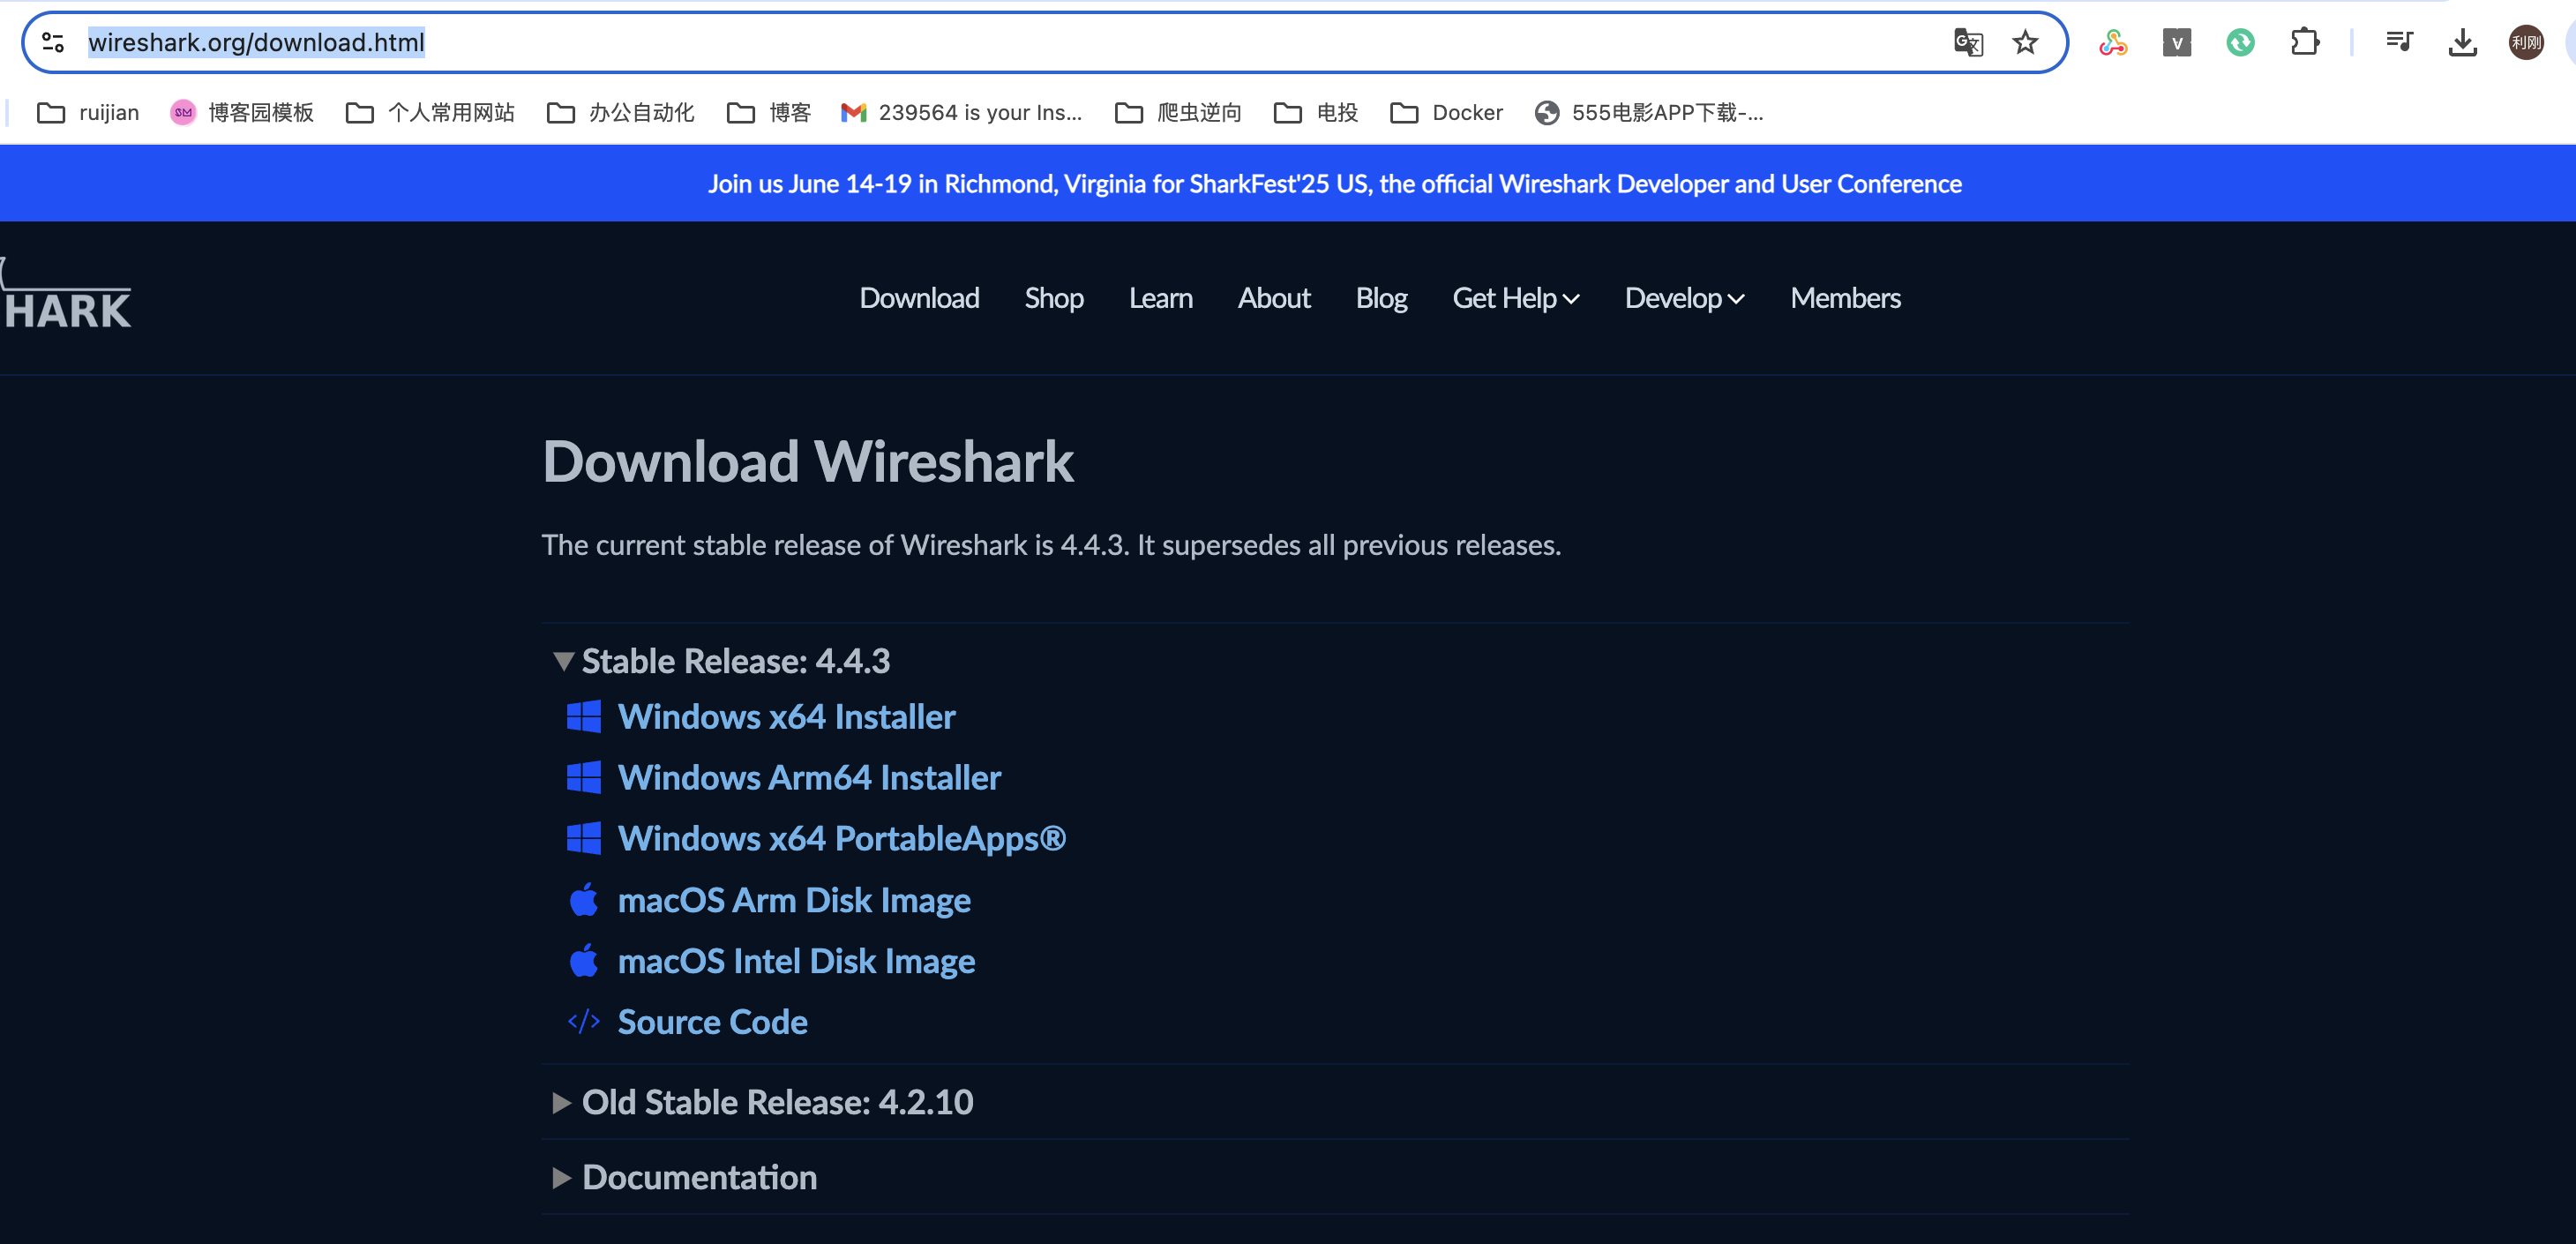 wireshark.org/download.html
利刚
ruijian
SM 博客园模板
个人常用网站
办公自动化
博客
239564 is your Ins...
爬虫逆向
电投
Docker
555电影APP下载-...
Join us June 14-19 in Richmond, Virginia for SharkFest'25 US, the official Wireshark Developer and User Conference
HARK
Download Shop Learn About Blog Get Help Develop Members
Download Wireshark
The current stable release of Wireshark is 4.4.3. It supersedes all previous releases.
Stable Release: 4.4.3
Windows x64 Installer
Windows Arm64 Installer
Windows x64 PortableApps®
macOS Arm Disk Image
macOS Intel Disk Image
</> Source Code
Old Stable Release: 4.2.10
Documentation